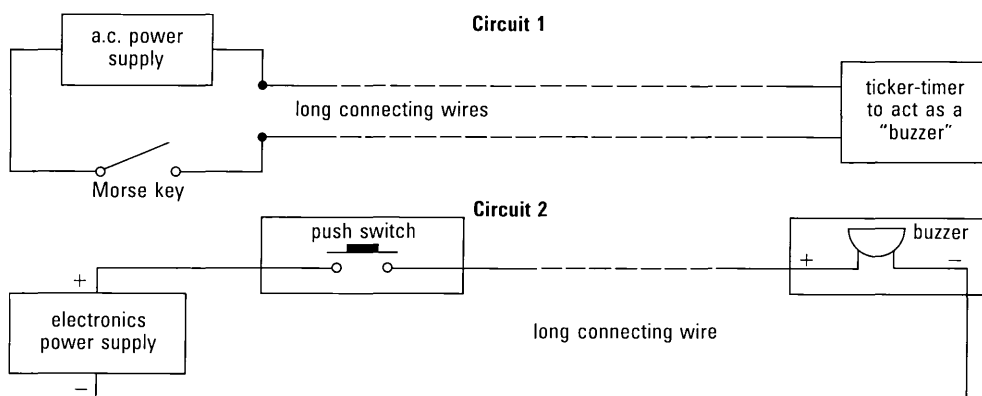 Circuit 1
a.c. power
supply
long connecting wires
ticker-timer
to act as a
"buzzer"
Morse key
Circuit 2
push switch
buzzer
+
+
−
electronics
power supply
long connecting wire
−